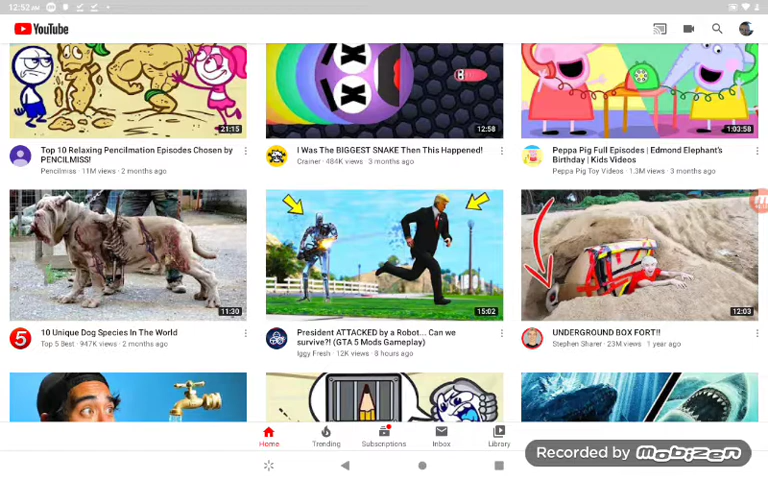 12:52 AM
YouTube
21:15
12:58
1:03:58
Top 10 Relaxing Pencilmation Episodes Chosen by
PENCILMISS!
Pencilmiss · 11M views · 2 months ago
I Was The BIGGEST SNAKE Then This Happened!
Crainer · 484K views · 3 months ago
Peppa Pig Full Episodes | Edmond Elephant's
Birthday | Kids Videos
Peppa Pig Toy Videos · 1.3M views · 3 months ago
11:30
15:02
12:03
5
10 Unique Dog Species In The World
Top 5 Best · 947K views · 2 months ago
President ATTACKED by a Robot... Can we
survive?! (GTA 5 Mods Gameplay)
Iggy Fresh · 12K views · 8 hours ago
UNDERGROUND BOX FORT!!
Stephen Sharer · 23M views · 1 year ago
Home
Trending
Subscriptions
Inbox
Library
Recorded by mobizen